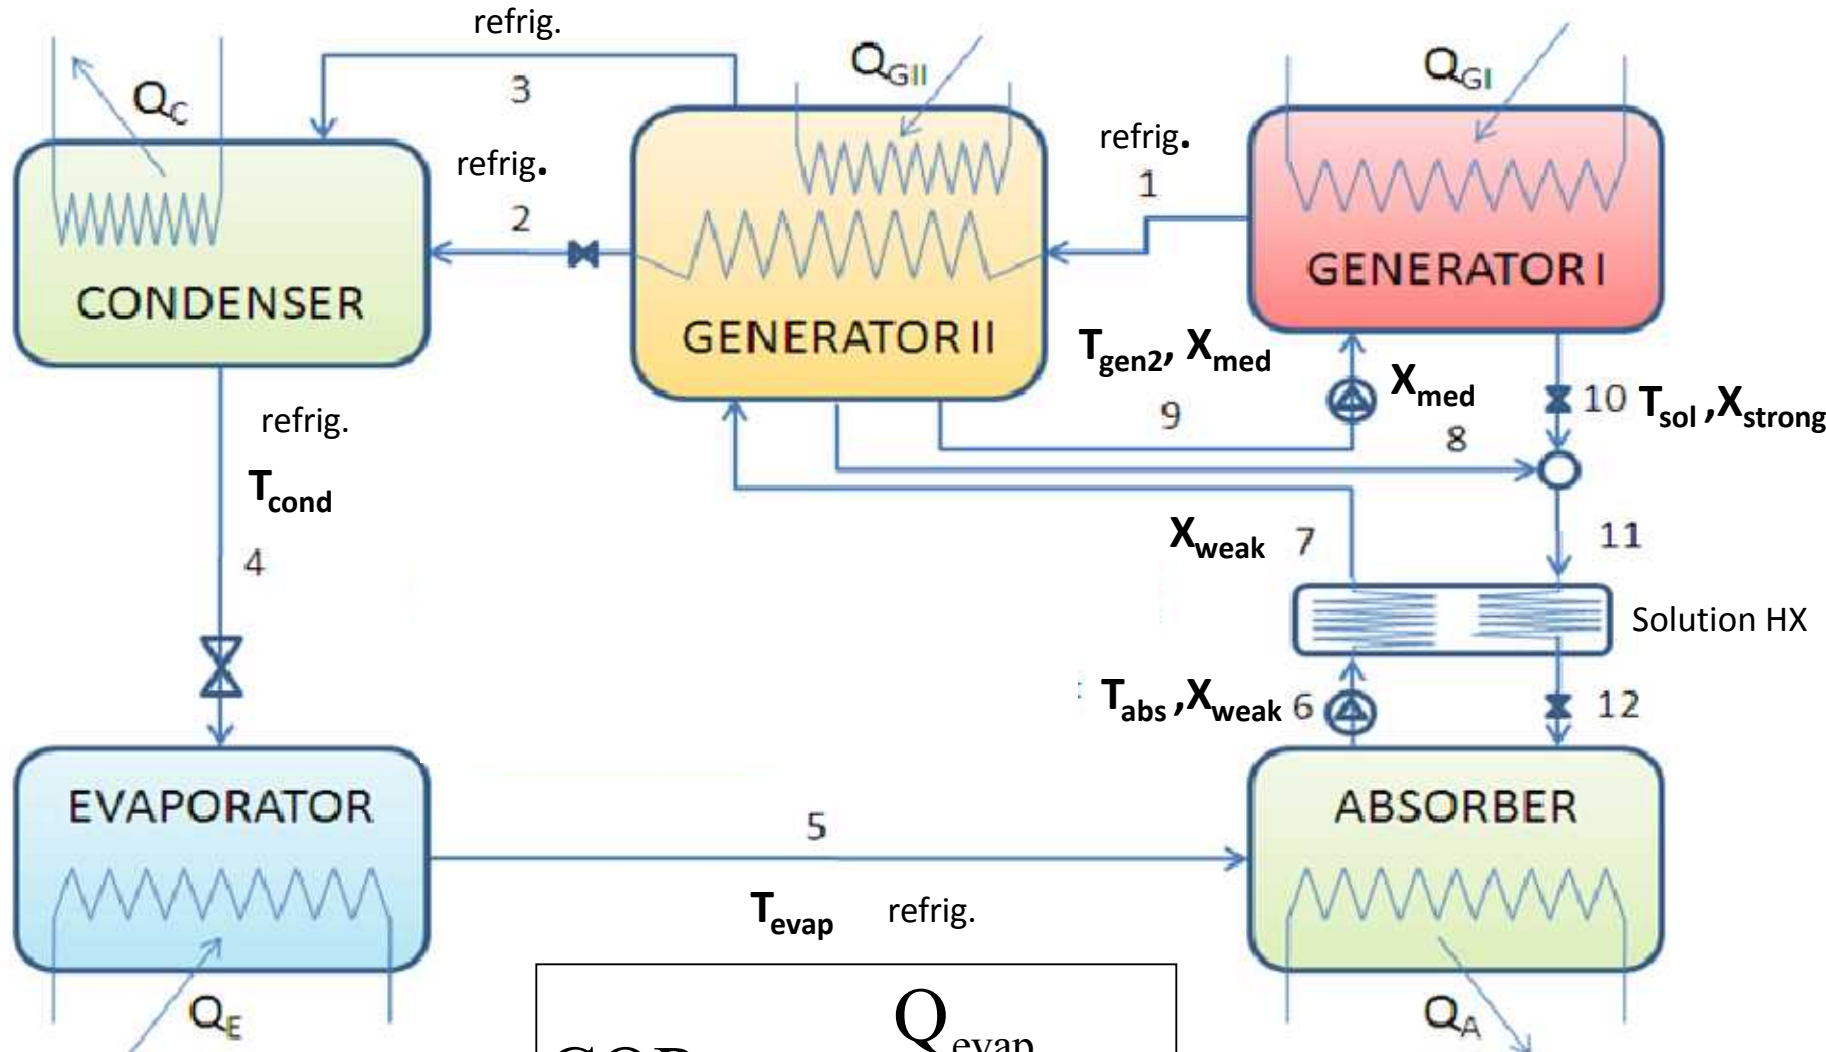 refrig.
3
Q_C
Q_GII
Q_GI
refrig.
2
refrig.
1
CONDENSER
GENERATOR II
GENERATOR I
T_gen2, X_med
9
X_med
8
10 T_sol ,X_strong
refrig.
T_cond
4
X_weak 7
11
Solution HX
T_abs ,X_weak 6
12
EVAPORATOR
5
ABSORBER
T_evap refrig.
Q_E
Q_evap
Q_A